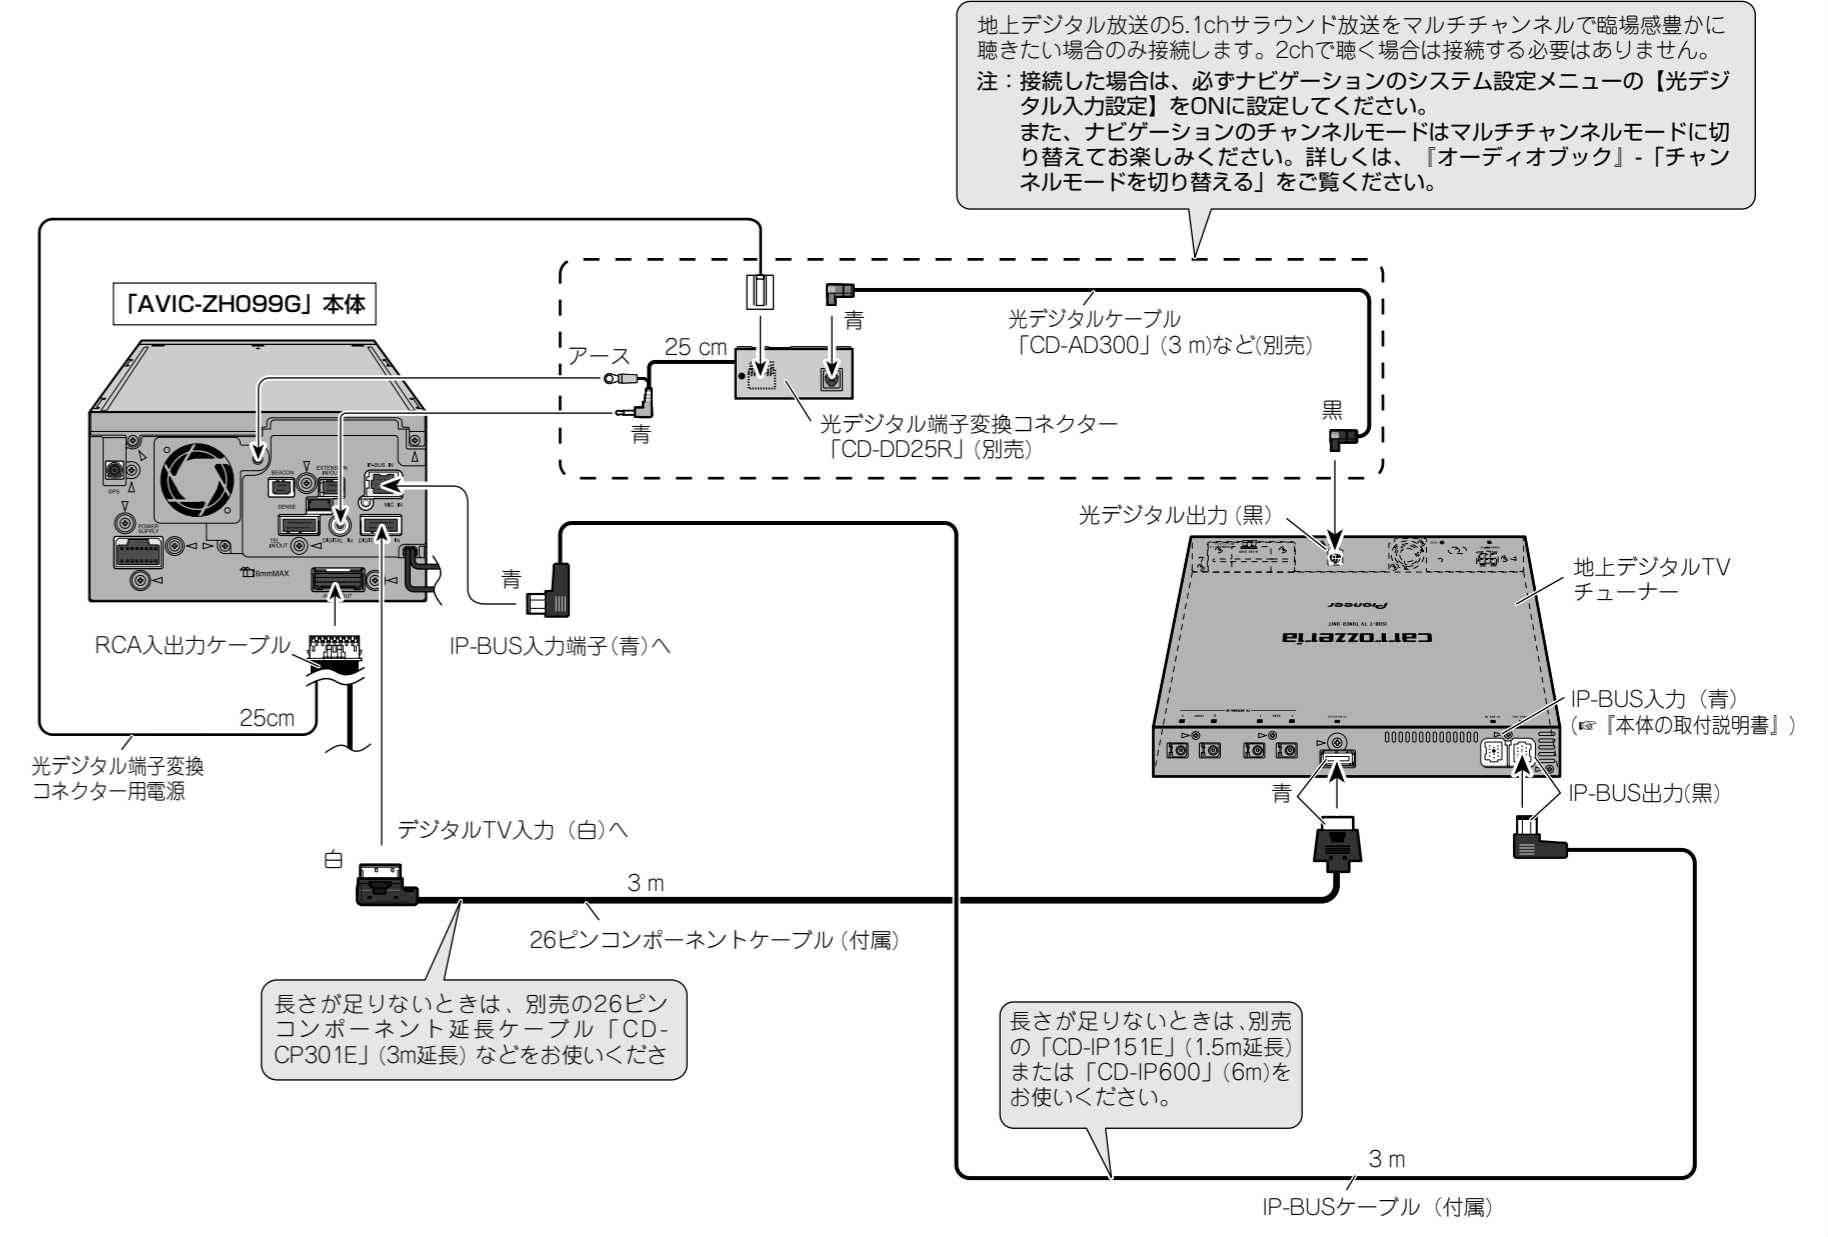 地上デジタル放送の5.1chサラウンド放送をマルチチャンネルで臨場感豊かに
聴きたい場合のみ接続します。2chで聴く場合は接続する必要はありません。
注：接続した場合は、必ずナビゲーションのシステム設定メニューの【光デジ
タル入力設定】をONに設定してください。
また、ナビゲーションのチャンネルモードはマルチチャンネルモードに切
り替えてお楽しみください。詳しくは、『オーディオブック』-「チャン
ネルモードを切り替える」をご覧ください。
「AVIC-ZH099G」本体
アース
25 cm
青
青
光デジタルケーブル
「CD-AD300」(3 m)など(別売)
光デジタル端子変換コネクター
「CD-DD25R」(別売)
黒
GPS
BEACON
EXTENSION
IN/OUT
IP-BUS IN
MIC IN
SENSE
POWER
SUPPLY
TEL
IN/OUT
DIGITAL IN
6mmMAX
光デジタル出力(黒)
地上デジタルTV
チューナー
Pioneer
ISDB-T TV TUNER UNIT
carrozzeria
青
IP-BUS入力端子(青)へ
RCA入出力ケーブル
25cm
光デジタル端子変換
コネクター用電源
IP-BUS入力（青）
(☞『本体の取付説明書』)
青
IP-BUS出力(黒)
デジタルTV入力（白)へ
白
3 m
26ピンコンポーネントケーブル(付属)
長さが足りないときは、別売の26ピン
コンポーネント延長ケーブル「CD-
CP301E」(3m延長) などをお使いくださ
長さが足りないときは、別売
の「CD-IP151E」(1.5m延長)
または「CD-IP600」(6m)を
お使いください。
3 m
IP-BUSケーブル（付属）